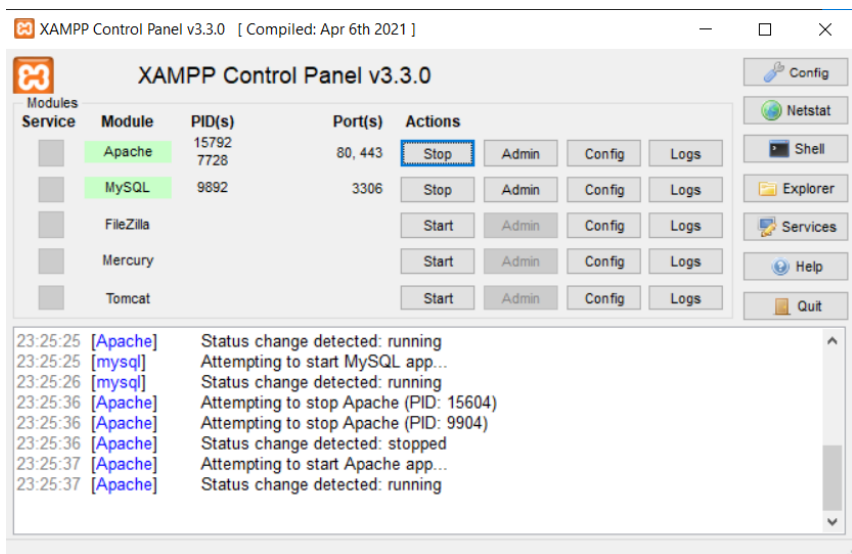 XAMPP Control Panel v3.3.0 [ Compiled: Apr 6th 2021 ]
XAMPP Control Panel v3.3.0
Config
Modules
Service Module PID(s) Port(s) Actions
Netstat
Apache 15792 7728 80, 443 Stop Admin Config Logs
Shell
MySQL 9892 3306 Stop Admin Config Logs
Explorer
FileZilla Start Admin Config Logs
Services
Mercury Start Admin Config Logs
Help
Tomcat Start Admin Config Logs
Quit
23:25:25 [Apache] Status change detected: running
23:25:25 [mysql] Attempting to start MySQL app...
23:25:26 [mysql] Status change detected: running
23:25:36 [Apache] Attempting to stop Apache (PID: 15604)
23:25:36 [Apache] Attempting to stop Apache (PID: 9904)
23:25:36 [Apache] Status change detected: stopped
23:25:37 [Apache] Attempting to start Apache app...
23:25:37 [Apache] Status change detected: running